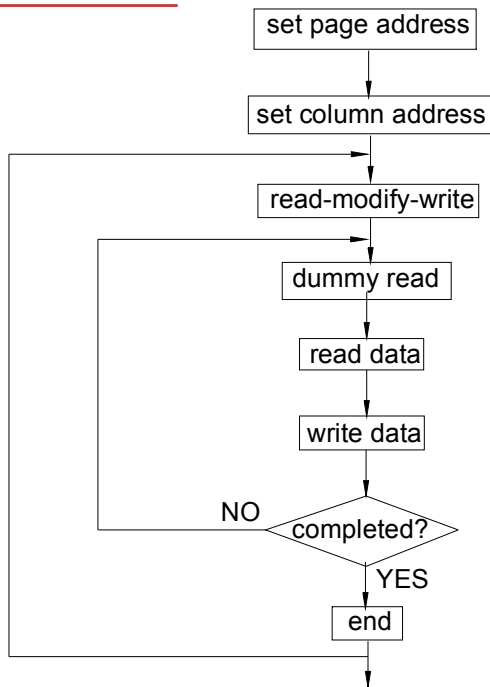 set page address
set column address
read-modify-write
dummy read
read data
write data
NO
completed?
YES
end